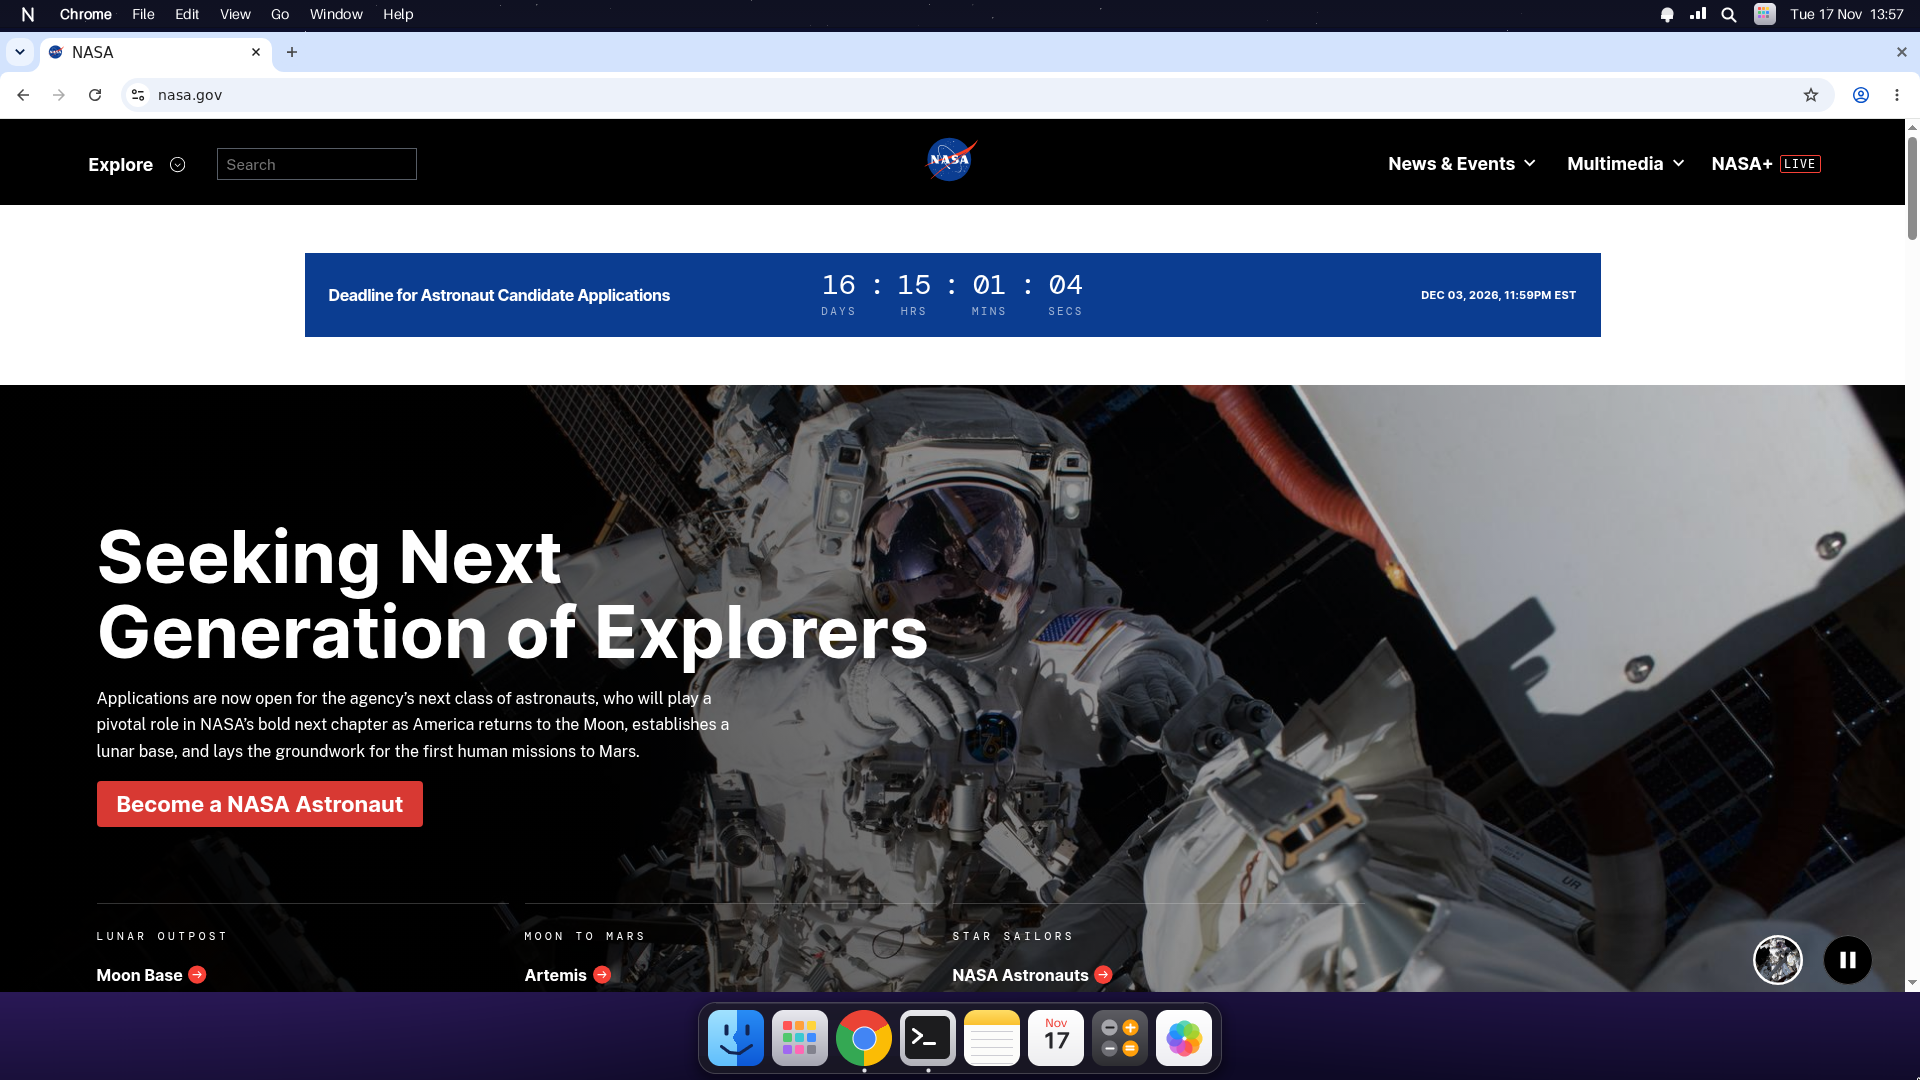 Chrome File Edit View Go Window Help
Tue 17 Nov 13:57
NASA
nasa.gov
Explore
Search
NASA
News & Events
Multimedia
NASA+ LIVE
Deadline for Astronaut Candidate Applications
16 : 15 : 01 : 04
DAYS HRS MINS SECS
DEC 03, 2026, 11:59PM EST
Seeking Next
Generation of Explorers
Applications are now open for the agency’s next class of astronauts, who will play a
pivotal role in NASA’s bold next chapter as America returns to the Moon, establishes a
lunar base, and lays the groundwork for the first human missions to Mars.
Become a NASA Astronaut
LUNAR OUTPOST
Moon Base
MOON TO MARS
Artemis
STAR SAILORS
NASA Astronauts
UR
Nov
17